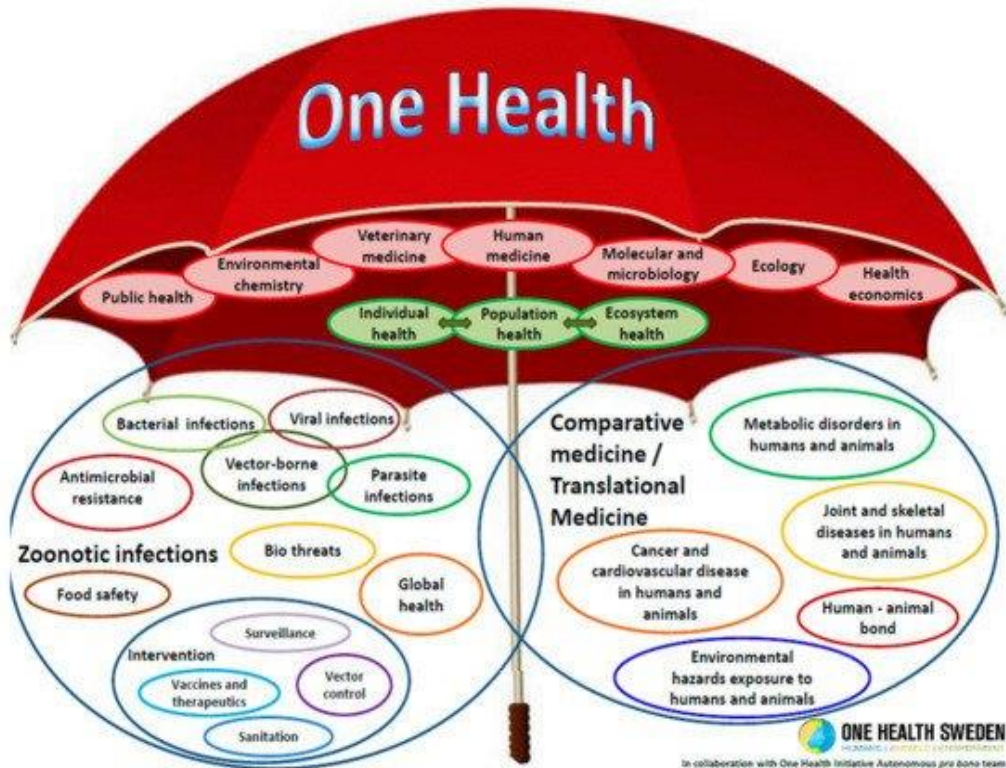 One Health
Veterinary
medicine
Human
medicine
Environmental
chemistry
Molecular and
microbiology
Ecology
Public health
Health
economics
Individual
health
Population
health
Ecosystem
health
Bacterial infections
Viral infections
Vector-borne
infections
Parasite
infections
Antimicrobial
resistance
Zoonotic infections
Bio threats
Food safety
Global
health
Surveillance
Intervention
Vaccines and
therapeutics
Vector
control
Sanitation
Comparative
medicine /
Translational
Medicine
Metabolic disorders in
humans and animals
Joint and skeletal
diseases in humans
and animals
Cancer and
cardiovascular disease
in humans and
animals
Human - animal
bond
Environmental
hazards exposure to
humans and animals
ONE HEALTH SWEDEN
HUMANS | ANIMALS | ENVIRONMENT
In collaboration with One Health Initiative Autonomous pro bono team